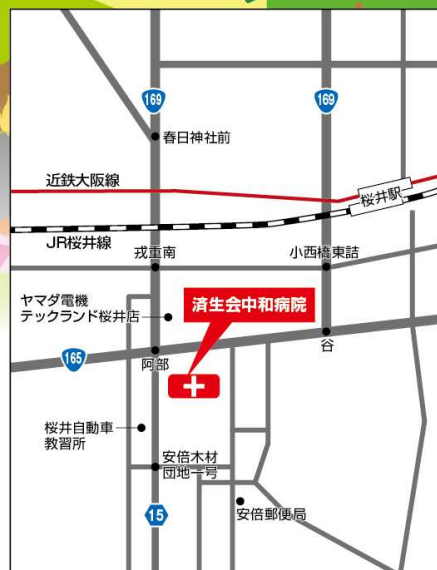 169
169
春日神社前
近鉄大阪線
桜井駅
JR桜井線
戎重南
小西橋東詰
ヤマダ電機
テックランド桜井店
済生会中和病院
165
阿部
谷
桜井自動車
教習所
安倍木材
団地一号
15
安倍郵便局